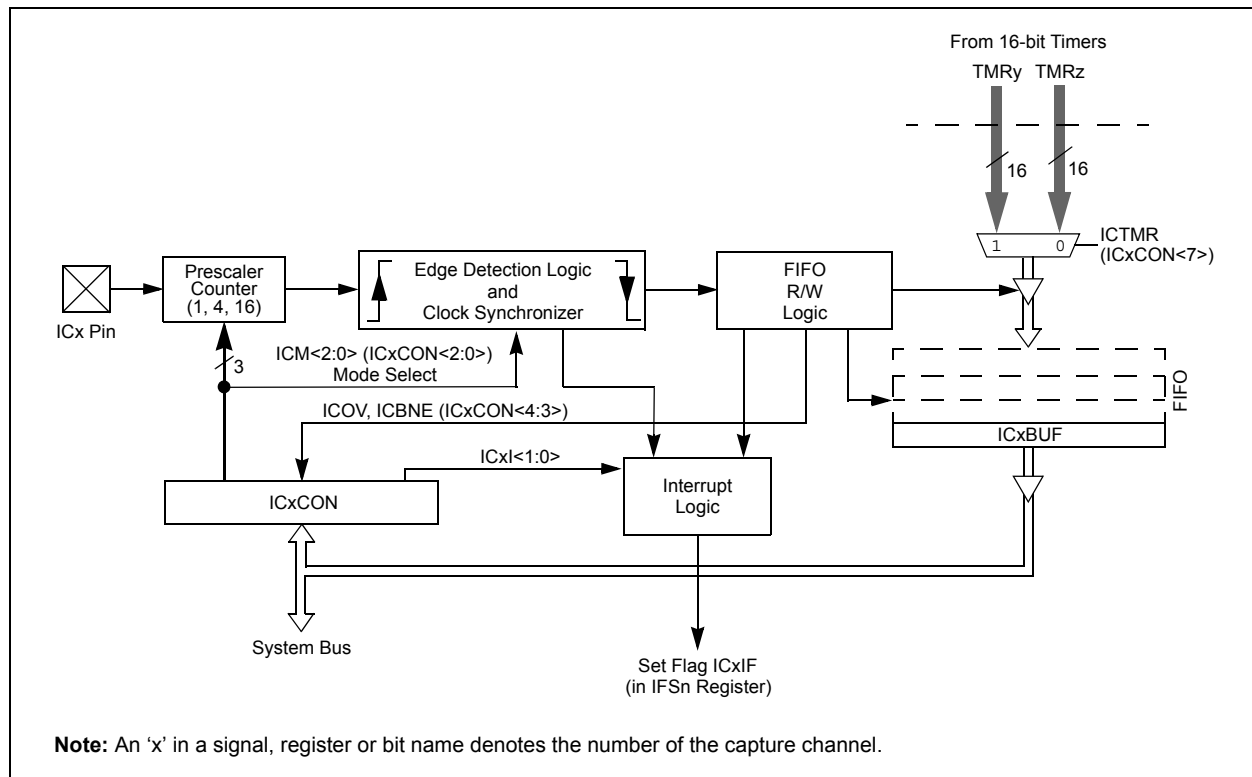 From 16-bit Timers
TMRy TMRz
16 16
1 0
ICTMR
(ICxCON<7>)
Prescaler
Counter
(1, 4, 16)
Edge Detection Logic
and
Clock Synchronizer
FIFO
R/W
Logic
ICx Pin
3
ICM<2:0> (ICxCON<2:0>)
Mode Select
FIFO
ICOV, ICBNE (ICxCON<4:3>)
ICxBUF
ICxI<1:0>
ICxCON
Interrupt
Logic
System Bus
Set Flag ICxIF
(in IFSn Register)
Note: An ‘x’ in a signal, register or bit name denotes the number of the capture channel.